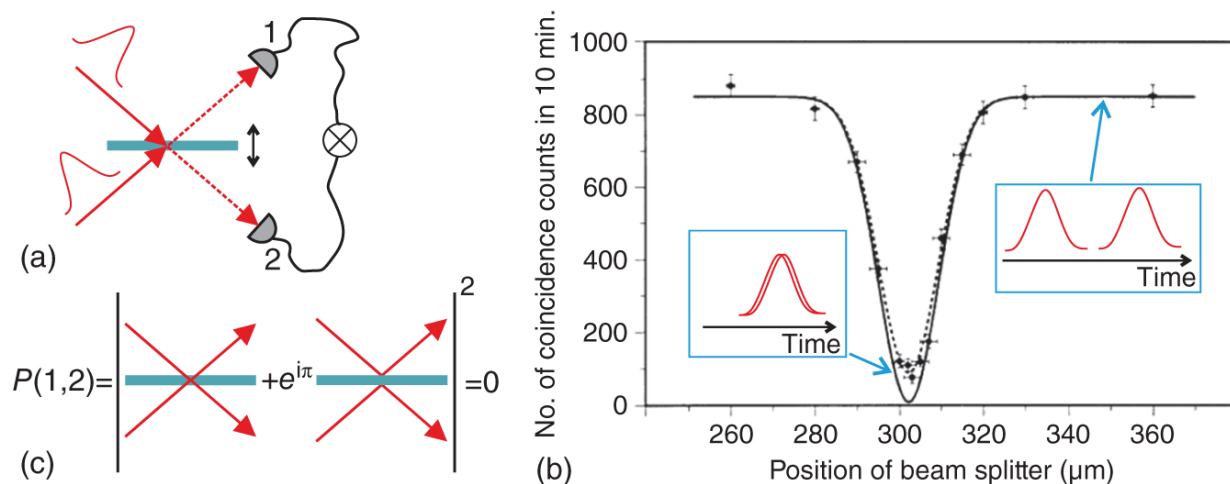 (a)
1
2
(b)
No. of coincidence counts in 10 min.
1000
800
600
400
200
0
260
280
300
320
340
360
Position of beam splitter (μm)
Time
Time
(c)
P(1,2)=
+e^{iπ}
2
=0